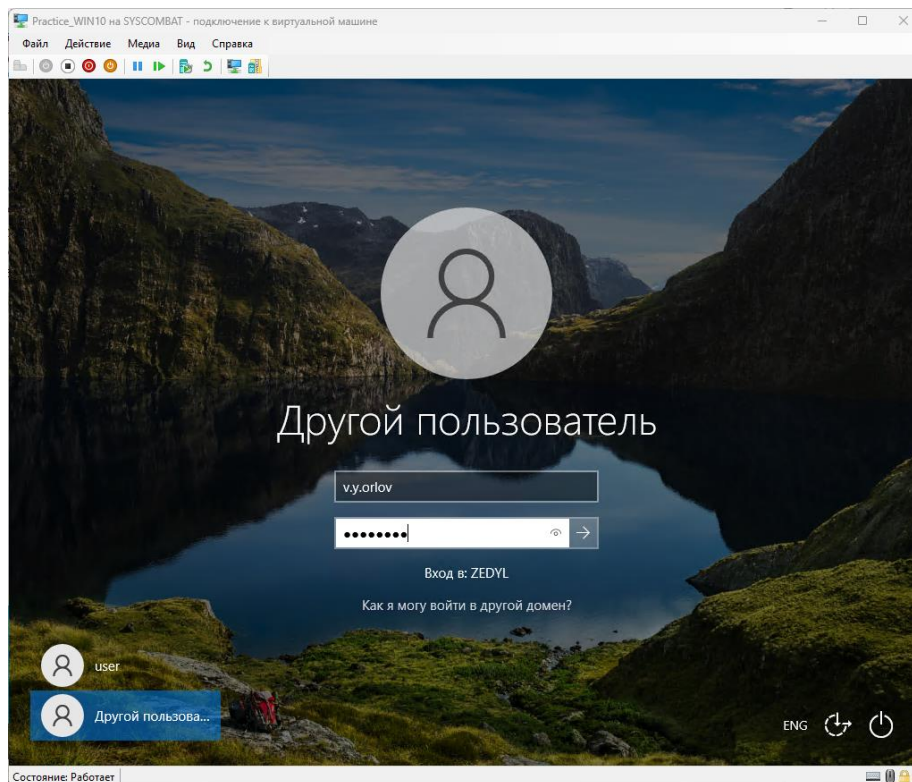 Practice_WIN10 на SYSCOMBAT - подключение к виртуальной машине
Файл Действие Медиа Вид Справка
Другой пользователь
v.y.orlov
Вход в: ZEDYL
Как я могу войти в другой домен?
user
Другой пользова...
ENG
Состояние: Работает